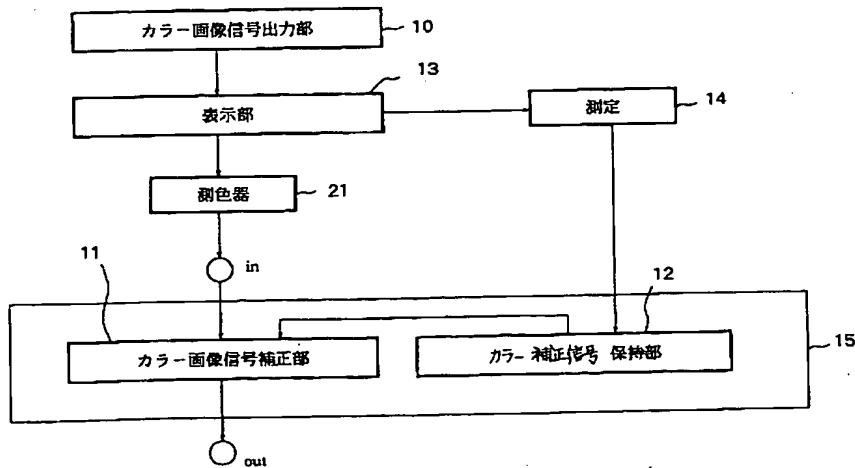 カラー画像信号出力部
10
13
表示部
測定
14
測色器
21
in
11
12
カラー画像信号補正部
カラー 補正信号 保持部
15
out